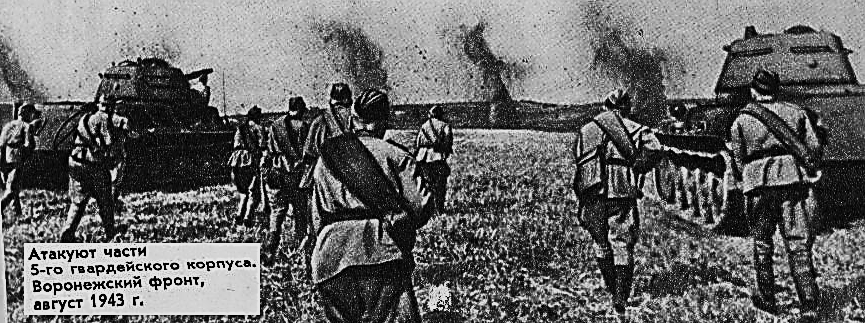 Атакуют части
5-го гвардейского корпуса.
Воронежский фронт,
август 1943 г.